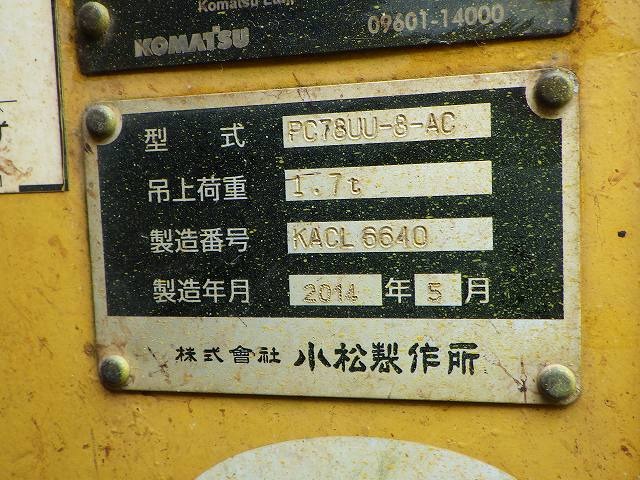 Komatsu Ltd.
KOMATSU 09601-14000
型式 PC78UU-8-AC
吊上荷重 1.7t
製造番号 KACL 6640
製造年月 2014 年 5 月
株式會社 小松製作所